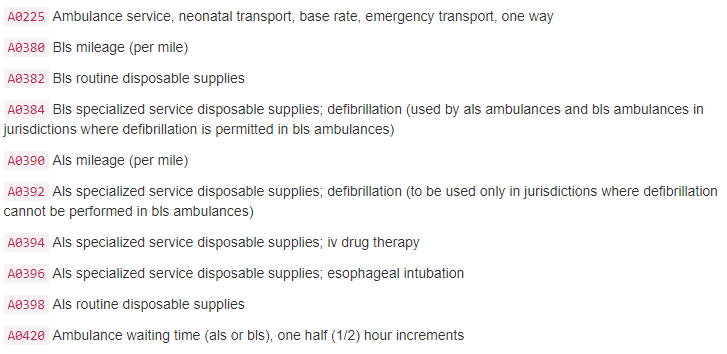 A0225 Ambulance service, neonatal transport, base rate, emergency transport, one way
A0380 Bls mileage (per mile)
A0382 Bls routine disposable supplies
A0384 Bls specialized service disposable supplies; defibrillation (used by als ambulances and bls ambulances in
jurisdictions where defibrillation is permitted in bls ambulances)
A0390 Als mileage (per mile)
A0392 Als specialized service disposable supplies; defibrillation (to be used only in jurisdictions where defibrillation
cannot be performed in bls ambulances)
A0394 Als specialized service disposable supplies; iv drug therapy
A0396 Als specialized service disposable supplies; esophageal intubation
A0398 Als routine disposable supplies
A0420 Ambulance waiting time (als or bls), one half (1/2) hour increments